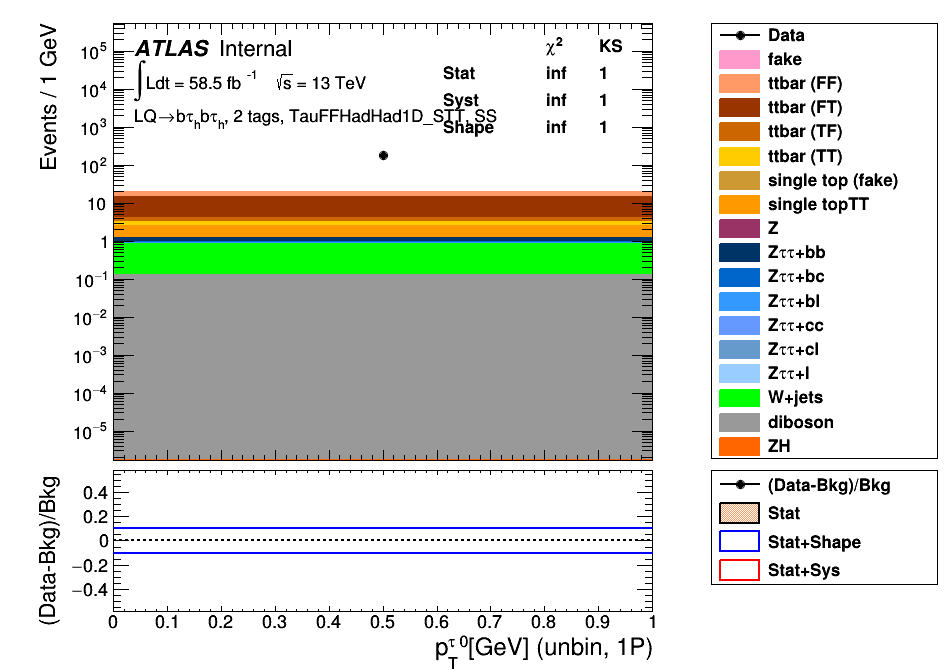 Events / 1 GeV
10⁵
10⁴
10³
10²
10
1
10⁻¹
10⁻²
10⁻³
10⁻⁴
10⁻⁵
ATLAS Internal
∫Ldt = 58.5 fb⁻¹ √s = 13 TeV
LQ→bτₕbτₕ, 2 tags, TauFFHadHad1D_STT, SS
χ² KS
Stat inf 1
Syst inf 1
Shape inf 1
Data
fake
ttbar (FF)
ttbar (FT)
ttbar (TF)
ttbar (TT)
single top (fake)
single topTT
Z
Zττ+bb
Zττ+bc
Zττ+bl
Zττ+cc
Zττ+cl
Zττ+l
W+jets
diboson
ZH
(Data-Bkg)/Bkg
0.4
0.2
0
−0.2
−0.4
(Data-Bkg)/Bkg
Stat
Stat+Shape
Stat+Sys
0 0.1 0.2 0.3 0.4 0.5 0.6 0.7 0.8 0.9 1
p_T^{τ 0}[GeV] (unbin, 1P)